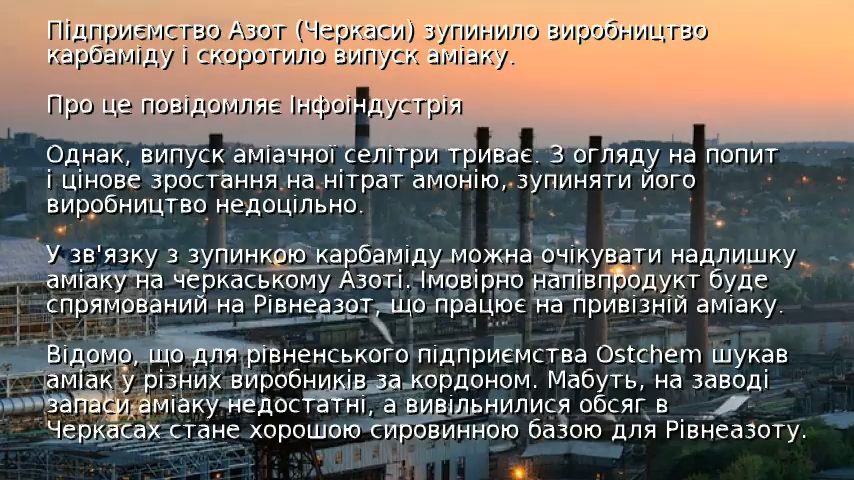 Підприємство Азот (Черкаси) зупинило виробництво
карбаміду і скоротило випуск аміаку.
Про це повідомляє Інфоіндустрія
Однак, випуск аміачної селітри триває. З огляду на попит
і цінове зростання на нітрат амонію, зупиняти його
виробництво недоцільно.
У зв'язку з зупинкою карбаміду можна очікувати надлишку
аміаку на черкаському Азоті. Імовірно напівпродукт буде
спрямований на Рівнеазот, що працює на привізній аміаку.
Відомо, що для рівненського підприємства Ostchem шукав
аміак у різних виробників за кордоном. Мабуть, на заводі
запаси аміаку недостатні, а вивільнилися обсяг в
Черкасах стане хорошою сировинною базою для Рівнеазоту.